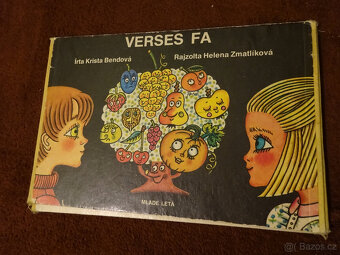 VERSES FA
Írta Krista Bendová
Rajzolta Helena Zmatlíková
MLADÉ LETÁ
Bazos.cz